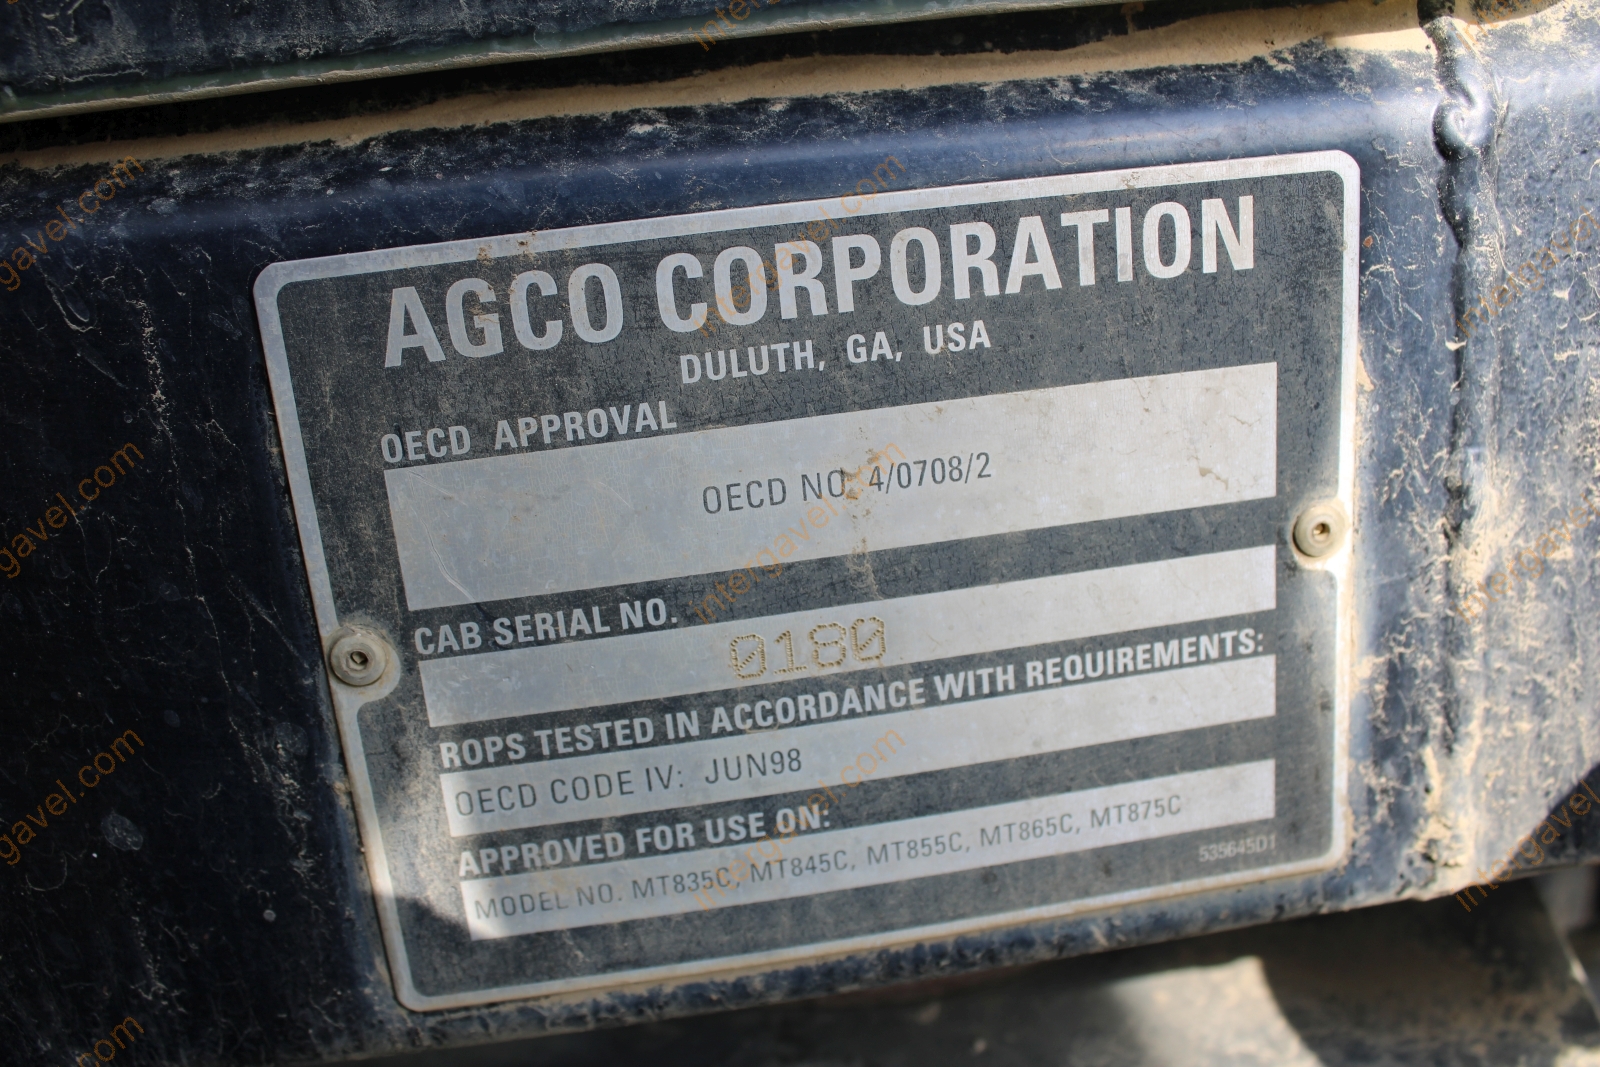 AGCO CORPORATION
DULUTH, GA, USA
OECD APPROVAL
OECD NO. 4/0708/2
CAB SERIAL NO.
0180
ROPS TESTED IN ACCORDANCE WITH REQUIREMENTS:
OECD CODE IV: JUN98
APPROVED FOR USE ON:
MODEL NO. MT835C, MT845C, MT855C, MT865C, MT875C
535645D1
intergavel.com